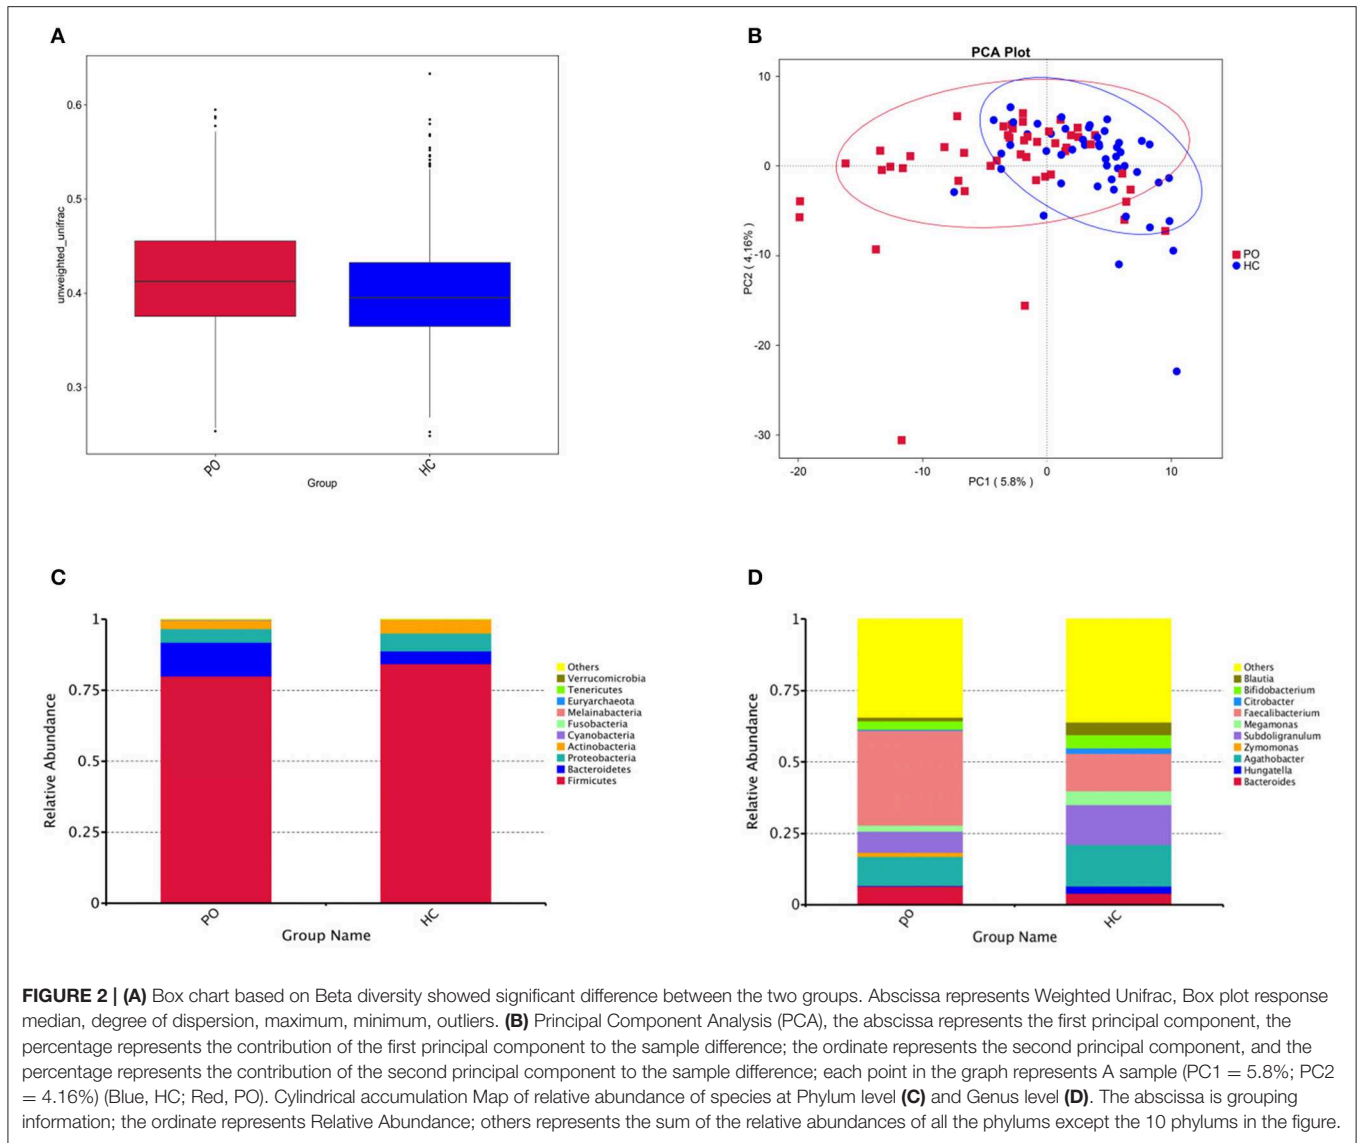 A
0.6
0.5
0.4
0.3
unweighted_unifrac
PO
HC
Group
B
PCA Plot
10
0
-10
-20
-30
PC2 ( 4.16% )
-20
-10
0
10
PC1 ( 5.8% )
PO
HC
C
1
0.75
0.5
0.25
0
Relative Abundance
PO
HC
Group Name
Others
Verrucomicrobia
Tenericutes
Euryarchaeota
Melainabacteria
Fusobacteria
Cyanobacteria
Actinobacteria
Proteobacteria
Bacteroidetes
Firmicutes
D
1
0.75
0.5
0.25
0
Relative Abundance
po
HC
Group Name
Others
Blautia
Bifidobacterium
Citrobacter
Faecalibacterium
Megamonas
Subdoligranulum
Zymomonas
Agathobacter
Hungatella
Bacteroides
FIGURE 2 | (A) Box chart based on Beta diversity showed significant difference between the two groups. Abscissa represents Weighted Unifrac, Box plot response
median, degree of dispersion, maximum, minimum, outliers. (B) Principal Component Analysis (PCA), the abscissa represents the first principal component, the
percentage represents the contribution of the first principal component to the sample difference; the ordinate represents the second principal component, and the
percentage represents the contribution of the second principal component to the sample difference; each point in the graph represents A sample (PC1 = 5.8%; PC2
= 4.16%) (Blue, HC; Red, PO). Cylindrical accumulation Map of relative abundance of species at Phylum level (C) and Genus level (D). The abscissa is grouping
information; the ordinate represents Relative Abundance; others represents the sum of the relative abundances of all the phylums except the 10 phylums in the figure.